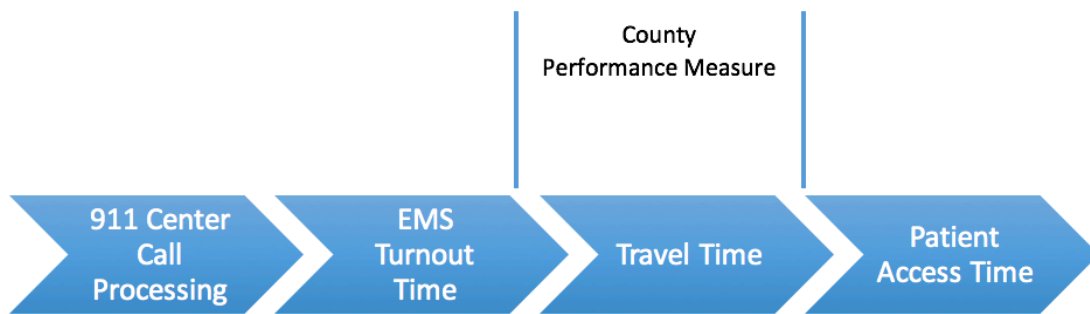 County
Performance Measure
911 Center
Call
Processing
EMS
Turnout
Time
Travel Time
Patient
Access Time